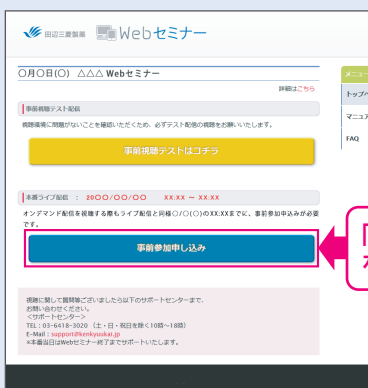 田辺三菱製薬 Webセミナー
〇月〇日(〇) △△△ Webセミナー
詳細はこちら
事前視聴テスト配信
視聴環境に問題がないことを確認いただくため、必ずテスト配信の視聴をお願いいたします。
事前視聴テストはコチラ
本番ライブ配信 : 20〇〇/〇〇/〇〇 XX:XX ~ XX:XX
オンデマンド配信を視聴する際もライブ配信と同様〇/〇(〇)のXX:XXまでに、事前参加申込みが必要
です。
事前参加申し込み
視聴に関して質問等ございましたら以下のサポートセンターまで、
お問い合わせください。
<サポートセンター>
TEL : 03-6418-3020 (土・日・祝日を除く10時~18時)
E-Mail : support@kenkyuukai.jp
※本番当日はWebセミナー終了までサポートいたします。
メニュー
トップペ
マニュア
FAQ